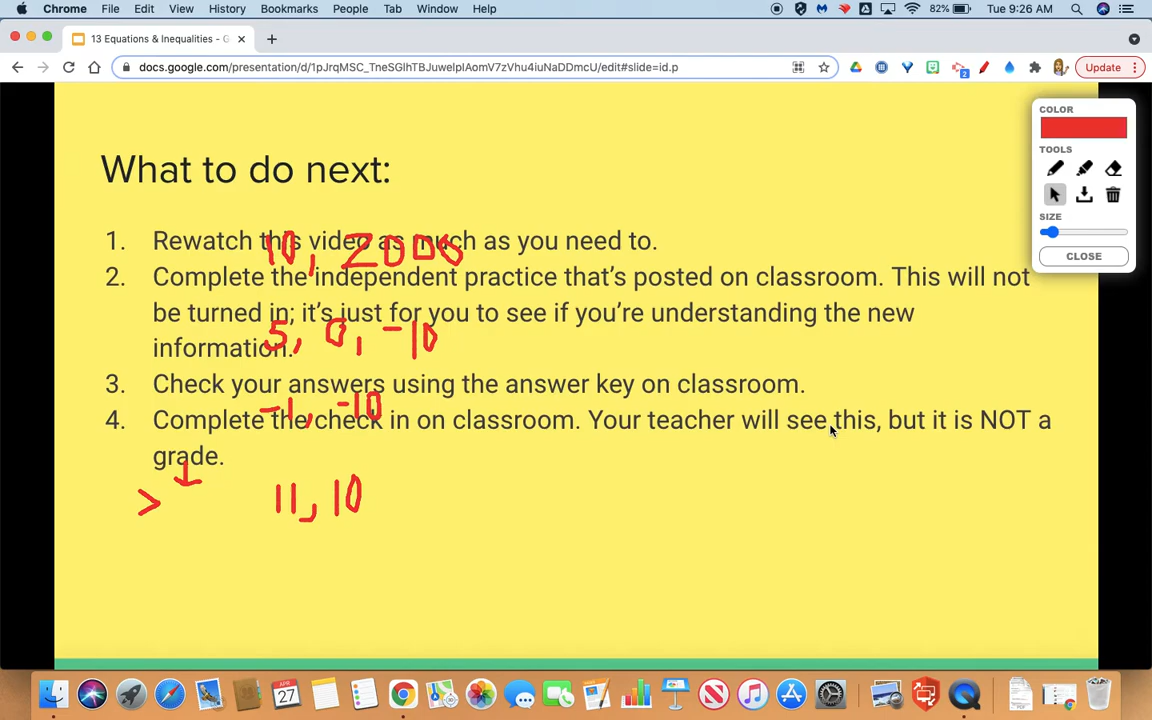 Chrome File Edit View History Bookmarks People Tab Window Help 82% Tue 9:26 AM
13 Equations & Inequalities - G
docs.google.com/presentation/d/1pJrqMSC_TneSGlhTBJuwelpIAomV7zVhu4iuNaDDmcU/edit#slide=id.p
2
Update
COLOR
TOOLS
SIZE
CLOSE
What to do next:
1. Rewatch this video as much as you need to.
10, 2000
2. Complete the independent practice that's posted on classroom. This will not
be turned in; it's just for you to see if you're understanding the new
5, 0, -10
information.
3. Check your answers using the answer key on classroom.
-1, -10
4. Complete the check in on classroom. Your teacher will see this, but it is NOT a
grade.
> 11, 10
APR
27